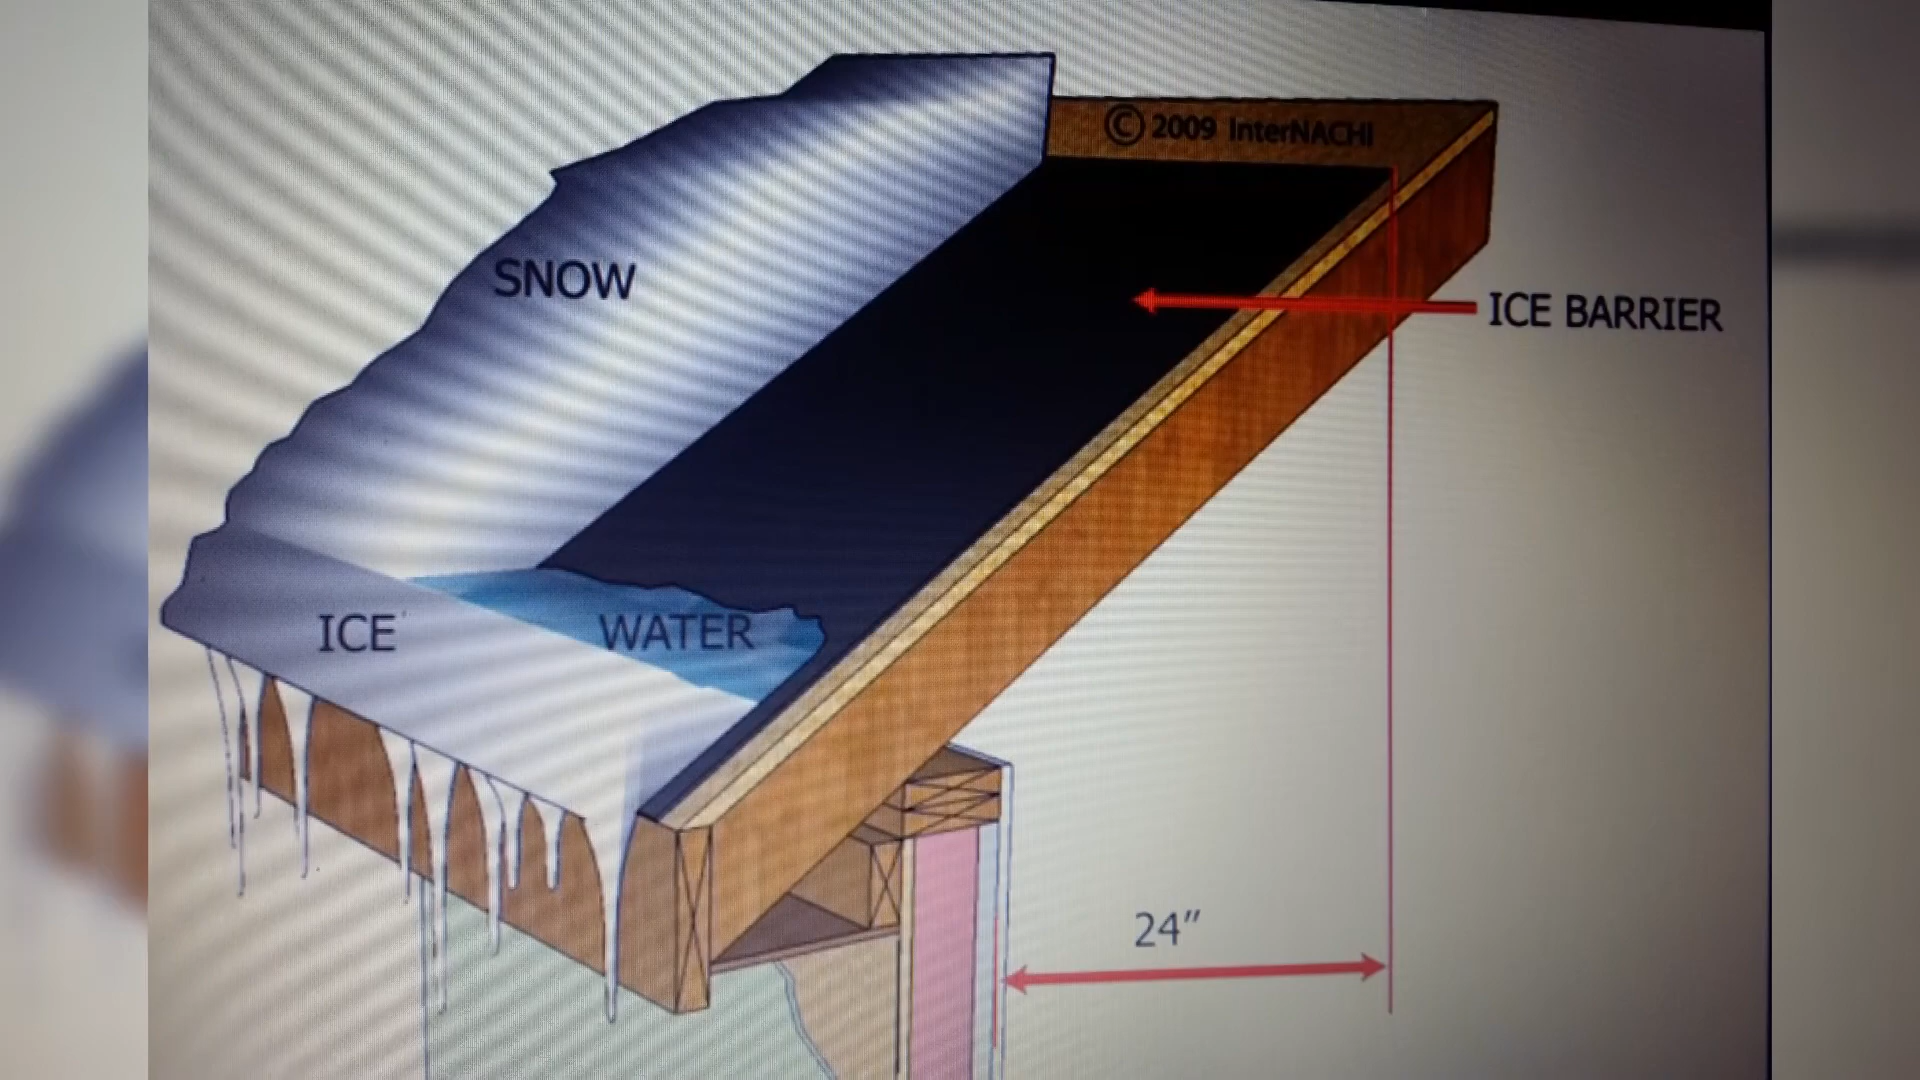 © 2009 InterNACHI
SNOW
ICE BARRIER
ICE
WATER
24"